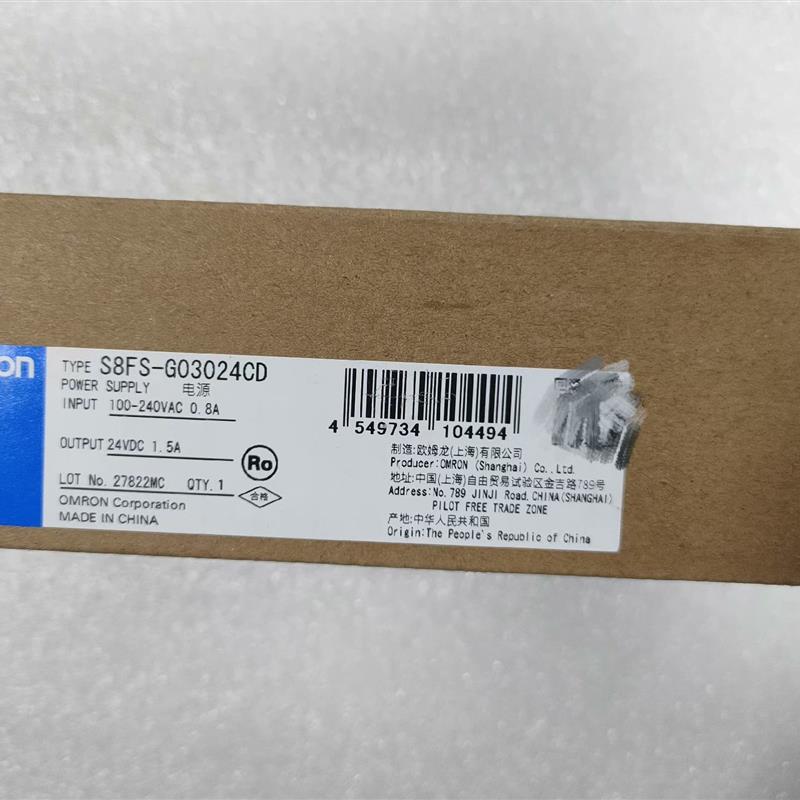 on
TYPE S8FS-G03024CD
POWER SUPPLY 电源
INPUT 100-240VAC 0.8A
OUTPUT 24VDC 1.5A
Ro
LOT No. 27822MC QTY.1
合格
OMRON Corporation
MADE IN CHINA
4 549734 104494
制造:欧姆龙(上海)有限公司
Producer:OMRON (Shanghai) Co.,Ltd.
地址:中国(上海)自由贸易试验区金吉路789号
Address:No.789 JINJI Road.CHINA(SHANGHAI)
PILOT FREE TRADE ZONE
产地:中华人民共和国
Origin:The People's Republic of China